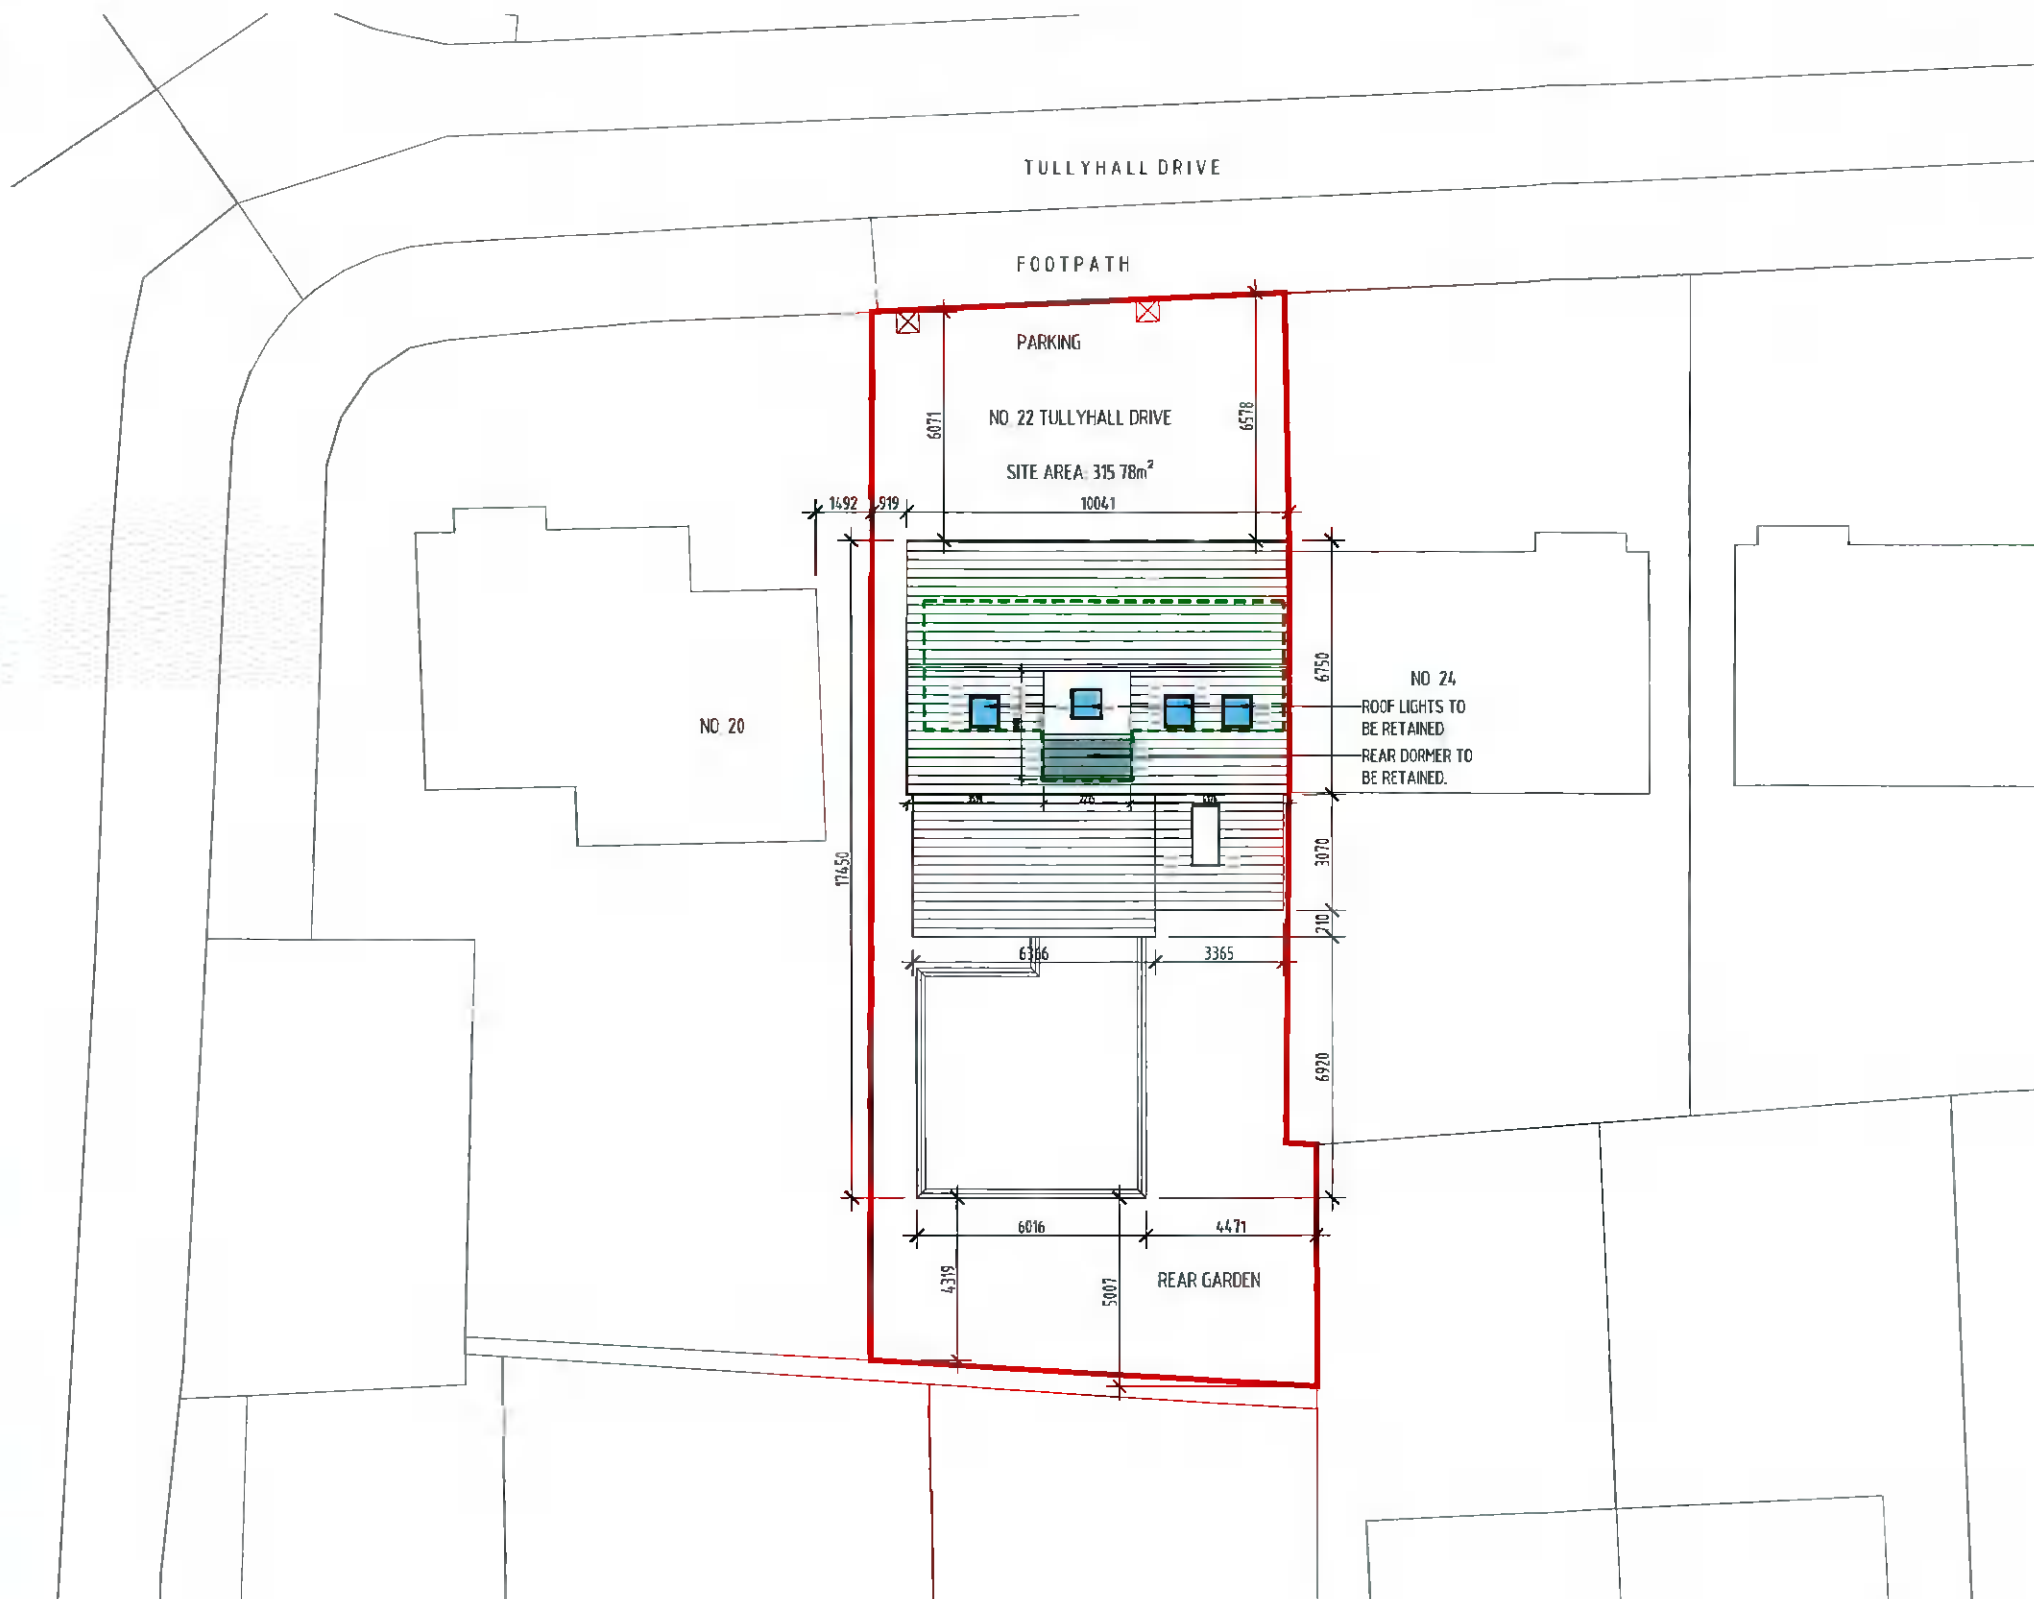 TULLYHALL DRIVE
FOOTPATH
PARKING
6071
6578
NO 22 TULLYHALL DRIVE
SITE AREA: 315 78m²
1492
919
10041
6750
NO 24
ROOF LIGHTS TO
BE RETAINED
REAR DORMER TO
BE RETAINED.
NO 20
17450
3070
710
6366
3365
6920
6016
4471
4319
5007
REAR GARDEN